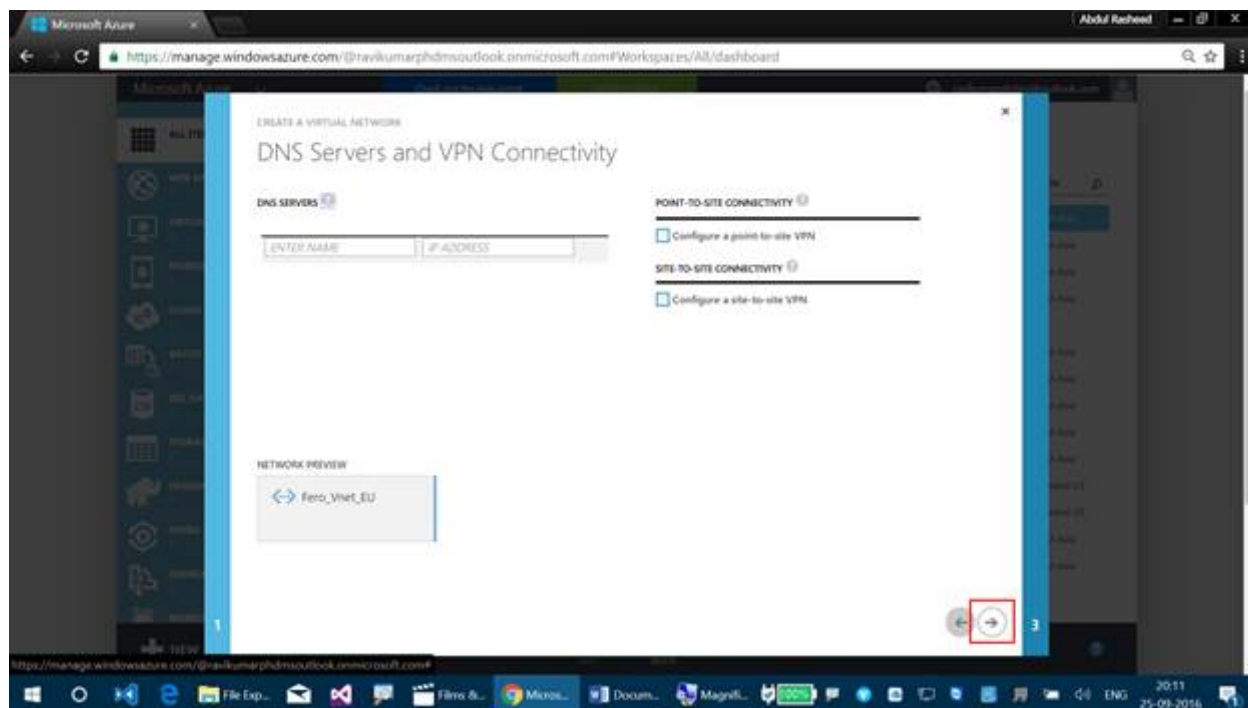 Microsoft Azure
Abdul Rasheed
https://manage.windowsazure.com/@ravikumarphdmsoutlook.onmicrosoft.com#Workspaces/All/dashboard
CREATE A VIRTUAL NETWORK
DNS Servers and VPN Connectivity
DNS SERVERS
ENTER NAME
IP ADDRESS
POINT-TO-SITE CONNECTIVITY
Configure a point-to-site VPN
SITE-TO-SITE CONNECTIVITY
Configure a site-to-site VPN
NETWORK PREVIEW
Fero_Vnet_EU
1
3
NEW
https://manage.windowsazure.com/@ravikumarphdmsoutlook.onmicrosoft.com#
File Exp...
Films &...
Micros...
Docum...
Magnifi...
100%
ENG
20:11
25-09-2016